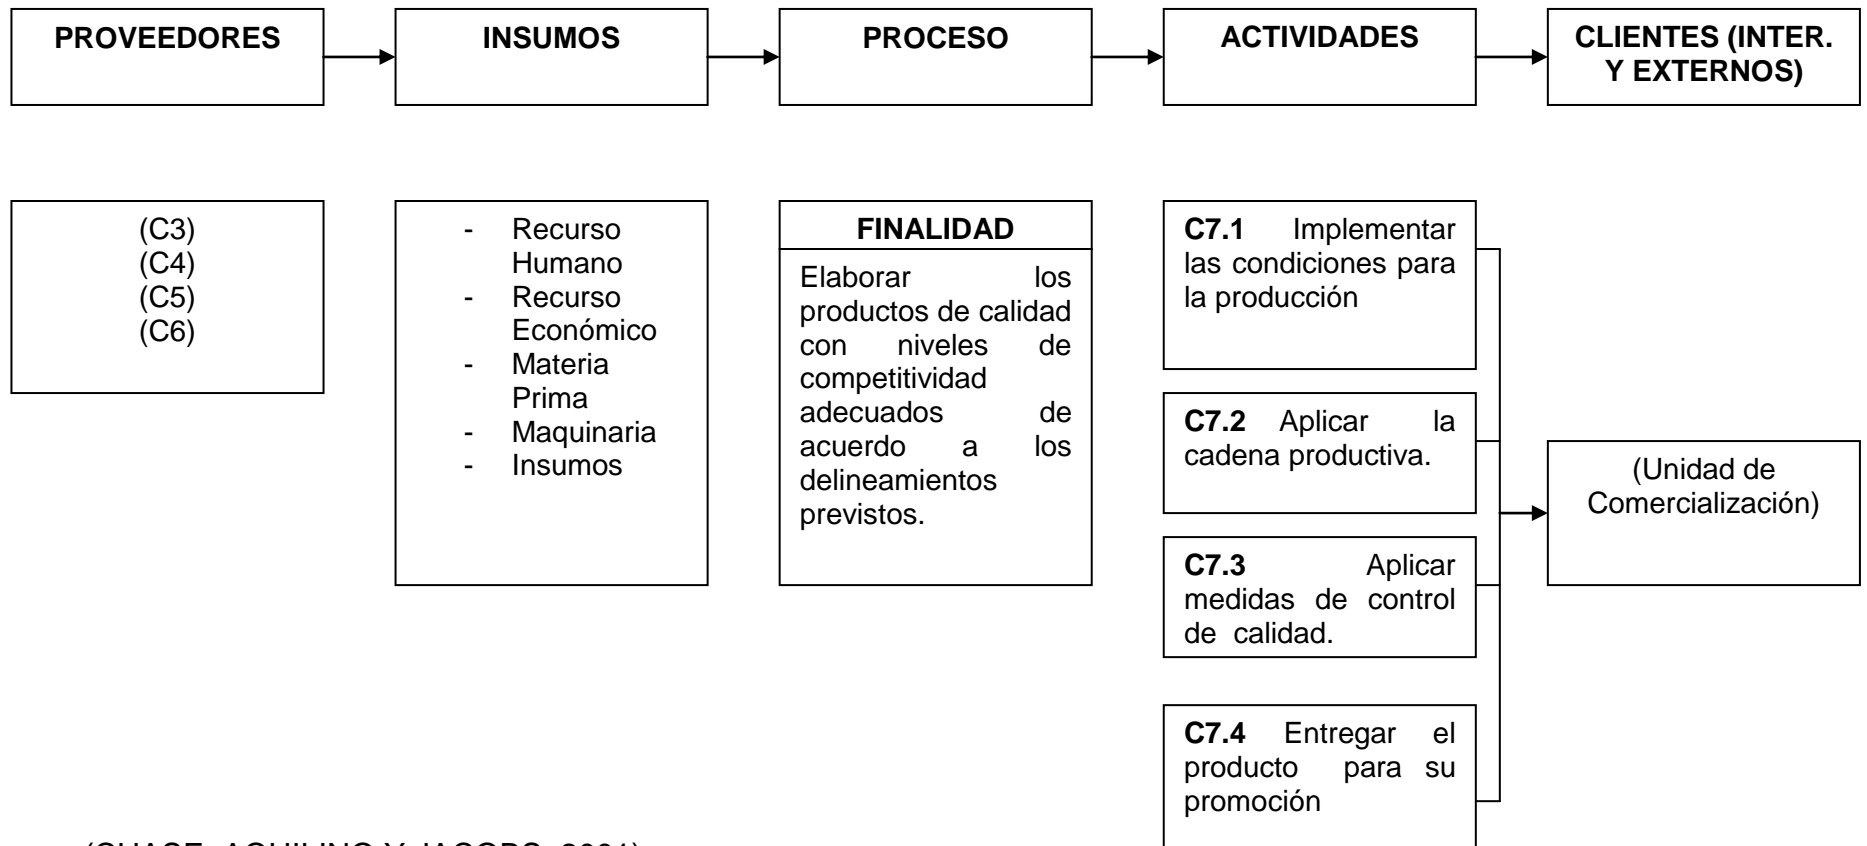 PROVEEDORES
INSUMOS
PROCESO
ACTIVIDADES
CLIENTES (INTER.
Y EXTERNOS)
(C3)
(C4)
(C5)
(C6)
- Recurso
Humano
- Recurso
Económico
- Materia
Prima
- Maquinaria
- Insumos
FINALIDAD
Elaborar los
productos de calidad
con niveles de
competitividad
adecuados de
acuerdo a los
delineamientos
previstos.
C7.1 Implementar
las condiciones para
la producción
C7.2 Aplicar la
cadena productiva.
C7.3 Aplicar
medidas de control
de calidad.
C7.4 Entregar el
producto para su
promoción
(Unidad de
Comercialización)